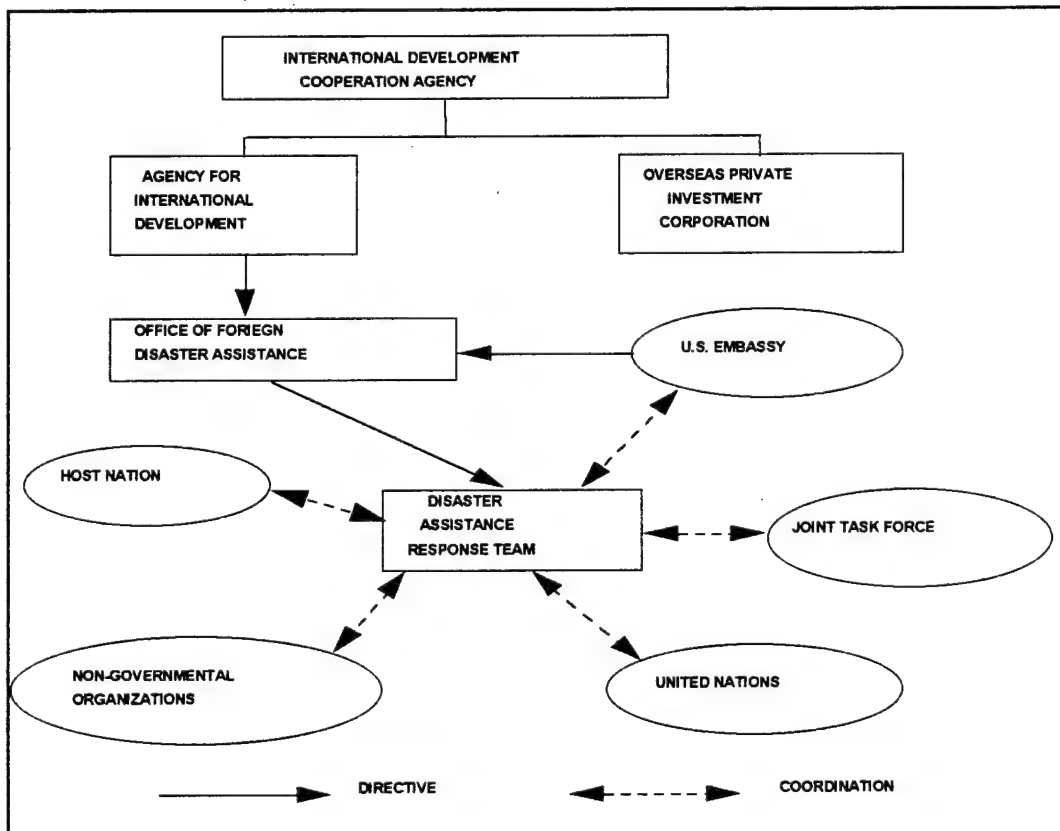 INTERNATIONAL DEVELOPMENT
COOPERATION AGENCY
AGENCY FOR
INTERNATIONAL
DEVELOPMENT
OVERSEAS PRIVATE
INVESTMENT
CORPORATION
OFFICE OF FORIEGN
DISASTER ASSISTANCE
U.S. EMBASSY
HOST NATION
DISASTER
ASSISTANCE
RESPONSE TEAM
JOINT TASK FORCE
NON-GOVERNMENTAL
ORGANIZATIONS
UNITED NATIONS
DIRECTIVE
COORDINATION